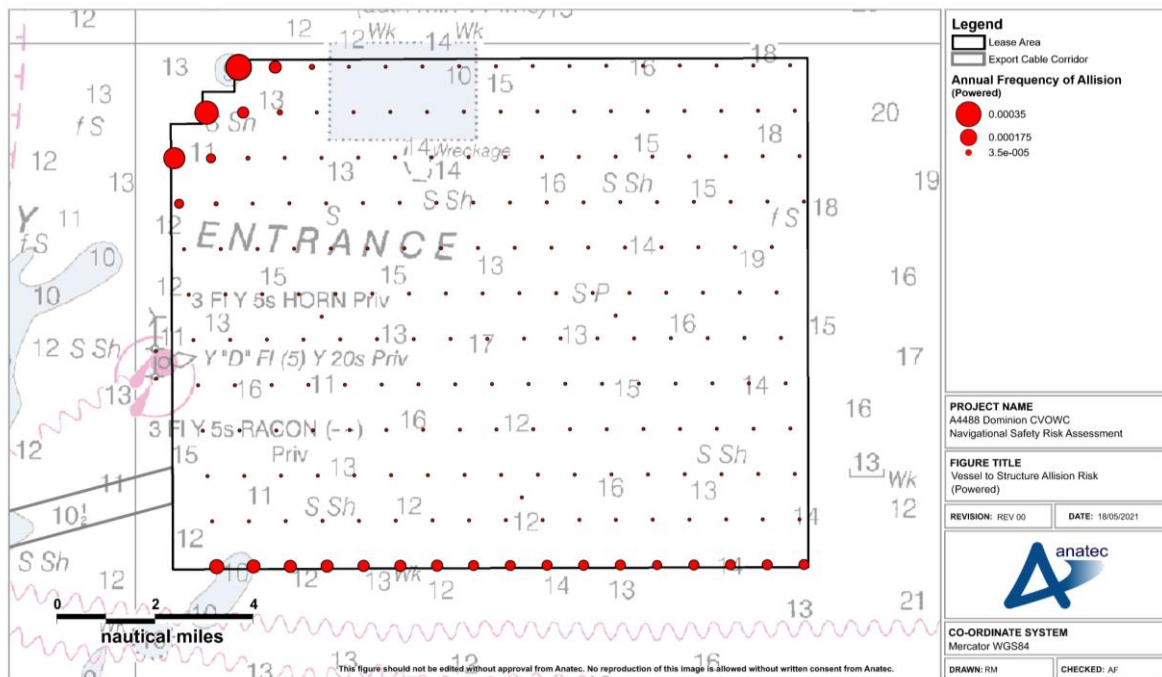 Legend
Lease Area
Export Cable Corridor
Annual Frequency of Allision
(Powered)
0.00035
0.000175
3.5e-005
PROJECT NAME
A4488 Dominion CVOWC
Navigational Safety Risk Assessment
FIGURE TITLE
Vessel to Structure Allision Risk
(Powered)
REVISION: REV 00 DATE: 18/05/2021
anatec
CO-ORDINATE SYSTEM
Mercator WGS84
DRAWN: RM CHECKED: AF
12 12 Wk 14 Wk 18
13 10 15 16
13 13 20
f S S Sh 15 18
12 11 13 14 Wreckage 14 16 S Sh 15 19
13 S S Sh 18
Y 11 12 f S
f S ENTRANCE 14 19
10 13
10 12 15 15 16
3 Fl Y 5s HORN Priv S P
11 13 13 17 13 16 15
12 S Sh Y "D" Fl (5) Y 20s Priv 17
13 16 11 15 14
3 Fl Y 5s RACON (- -) 16 12 16
Priv
12 15 13 S Sh 13 Wk
11 11 S Sh 12 16 13 12
10½ 12 12 14
S Sh 12 10 12 13 Wk 12 14 13 14
0 2 4 10 13 21
nautical miles
This figure should not be edited without approval from Anatec. No reproduction of this image is allowed without written consent from Anatec.